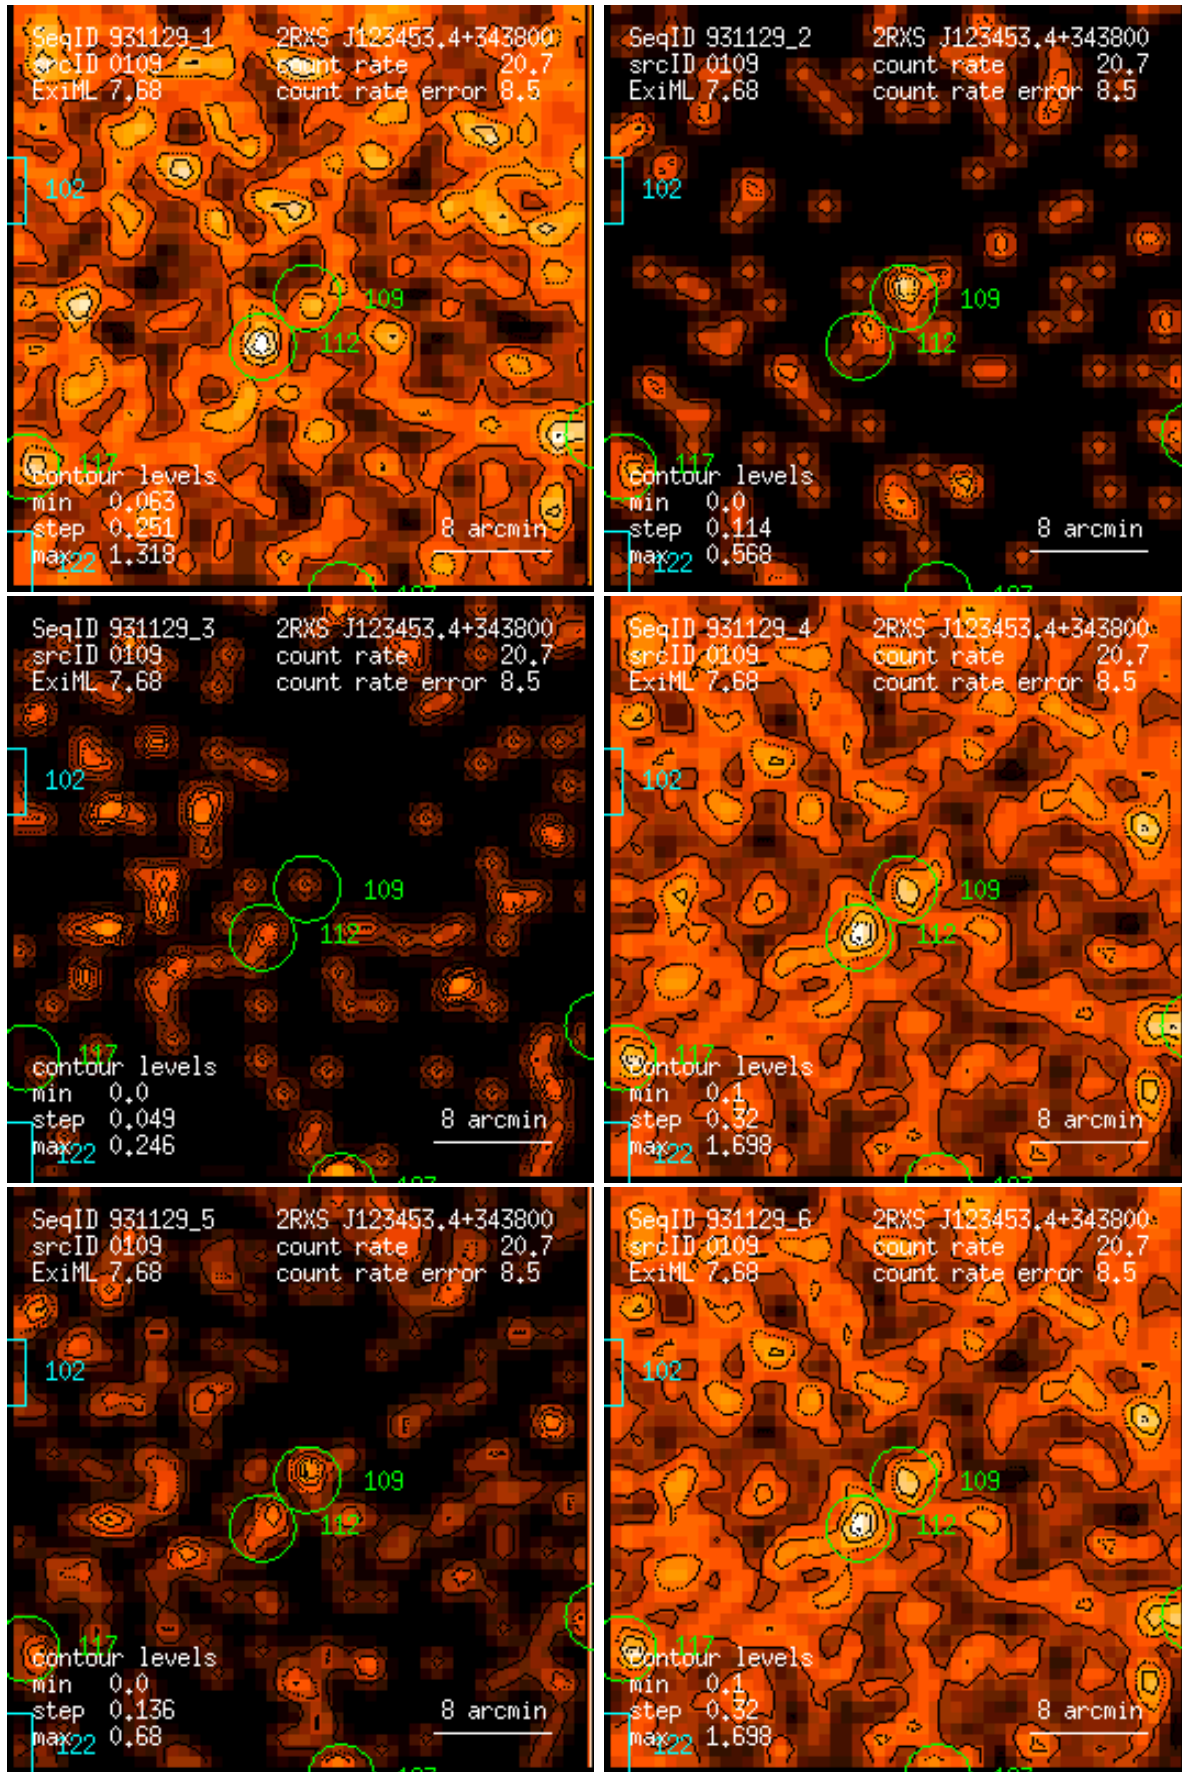 SeqID 931129_1 2RXS J123453.4+343800
srcID 0109 count rate 20.7
ExiML 7.68 count rate error 8.5
102
109
112
117
contour levels
min 0.063
step 0.251 8 arcmin
max 1.318
122
SeqID 931129_2 2RXS J123453.4+343800
srcID 0109 count rate 20.7
ExiML 7.68 count rate error 8.5
102
109
112
117
contour levels
min 0.0
step 0.114 8 arcmin
max 0.568
122
SeqID 931129_3 2RXS J123453.4+343800
srcID 0109 count rate 20.7
ExiML 7.68 count rate error 8.5
102
109
112
117
contour levels
min 0.0
step 0.049 8 arcmin
max 0.246
122
SeqID 931129_4 2RXS J123453.4+343800
srcID 0109 count rate 20.7
ExiML 7.68 count rate error 8.5
102
109
112
117
contour levels
min 0.1
step 0.32 8 arcmin
max 1.698
122
SeqID 931129_5 2RXS J123453.4+343800
srcID 0109 count rate 20.7
ExiML 7.68 count rate error 8.5
102
109
112
117
contour levels
min 0.0
step 0.136 8 arcmin
max 0.68
122
SeqID 931129_6 2RXS J123453.4+343800
srcID 0109 count rate 20.7
ExiML 7.68 count rate error 8.5
102
109
112
117
contour levels
min 0.1
step 0.32 8 arcmin
max 1.698
122